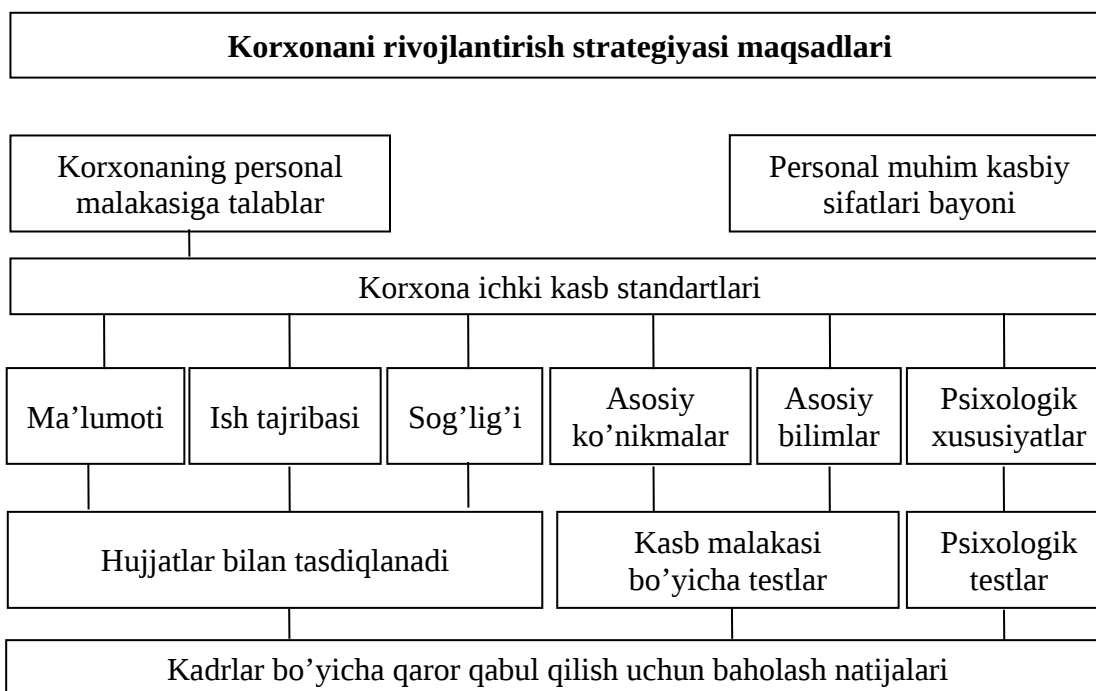 Korxonani rivojlantirish strategiyasi maqsadlari
Korxonaning personal
malakasiga talablar
Personal muhim kasbiy
sifatlari bayoni
Korxona ichki kasb standartlari
Ma’lumoti
Ish tajribasi
Sog’lig’i
Asosiy
ko’nikmalar
Asosiy
bilimlar
Psixologik
xususiyatlar
Hujjatlar bilan tasdiqlanadi
Kasb malakasi
bo’yicha testlar
Psixologik
testlar
Kadrlar bo’yicha qaror qabul qilish uchun baholash natijalari